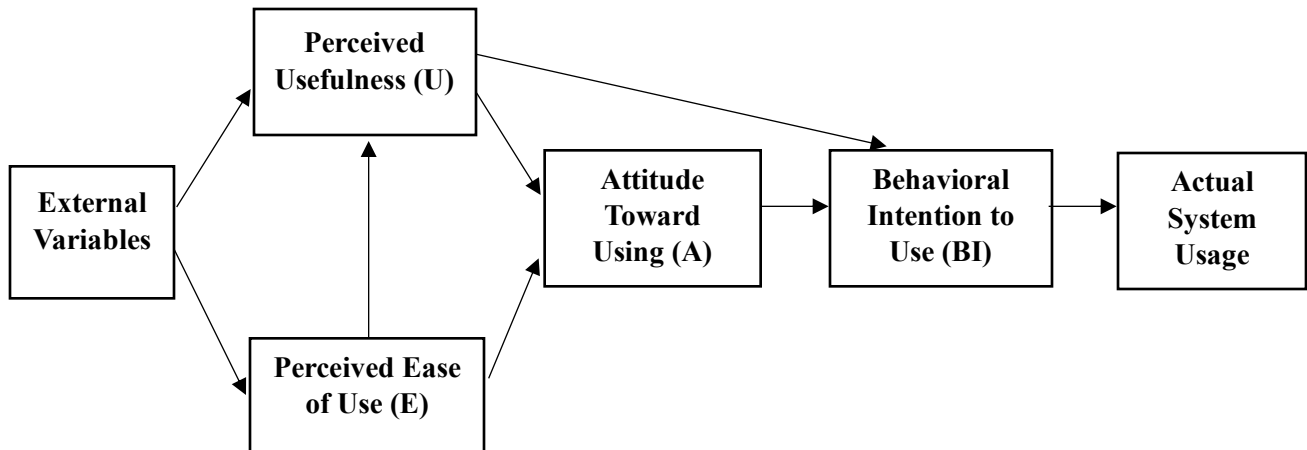 Perceived
Usefulness (U)
External
Variables
Perceived Ease
of Use (E)
Attitude
Toward
Using (A)
Behavioral
Intention to
Use (BI)
Actual
System
Usage